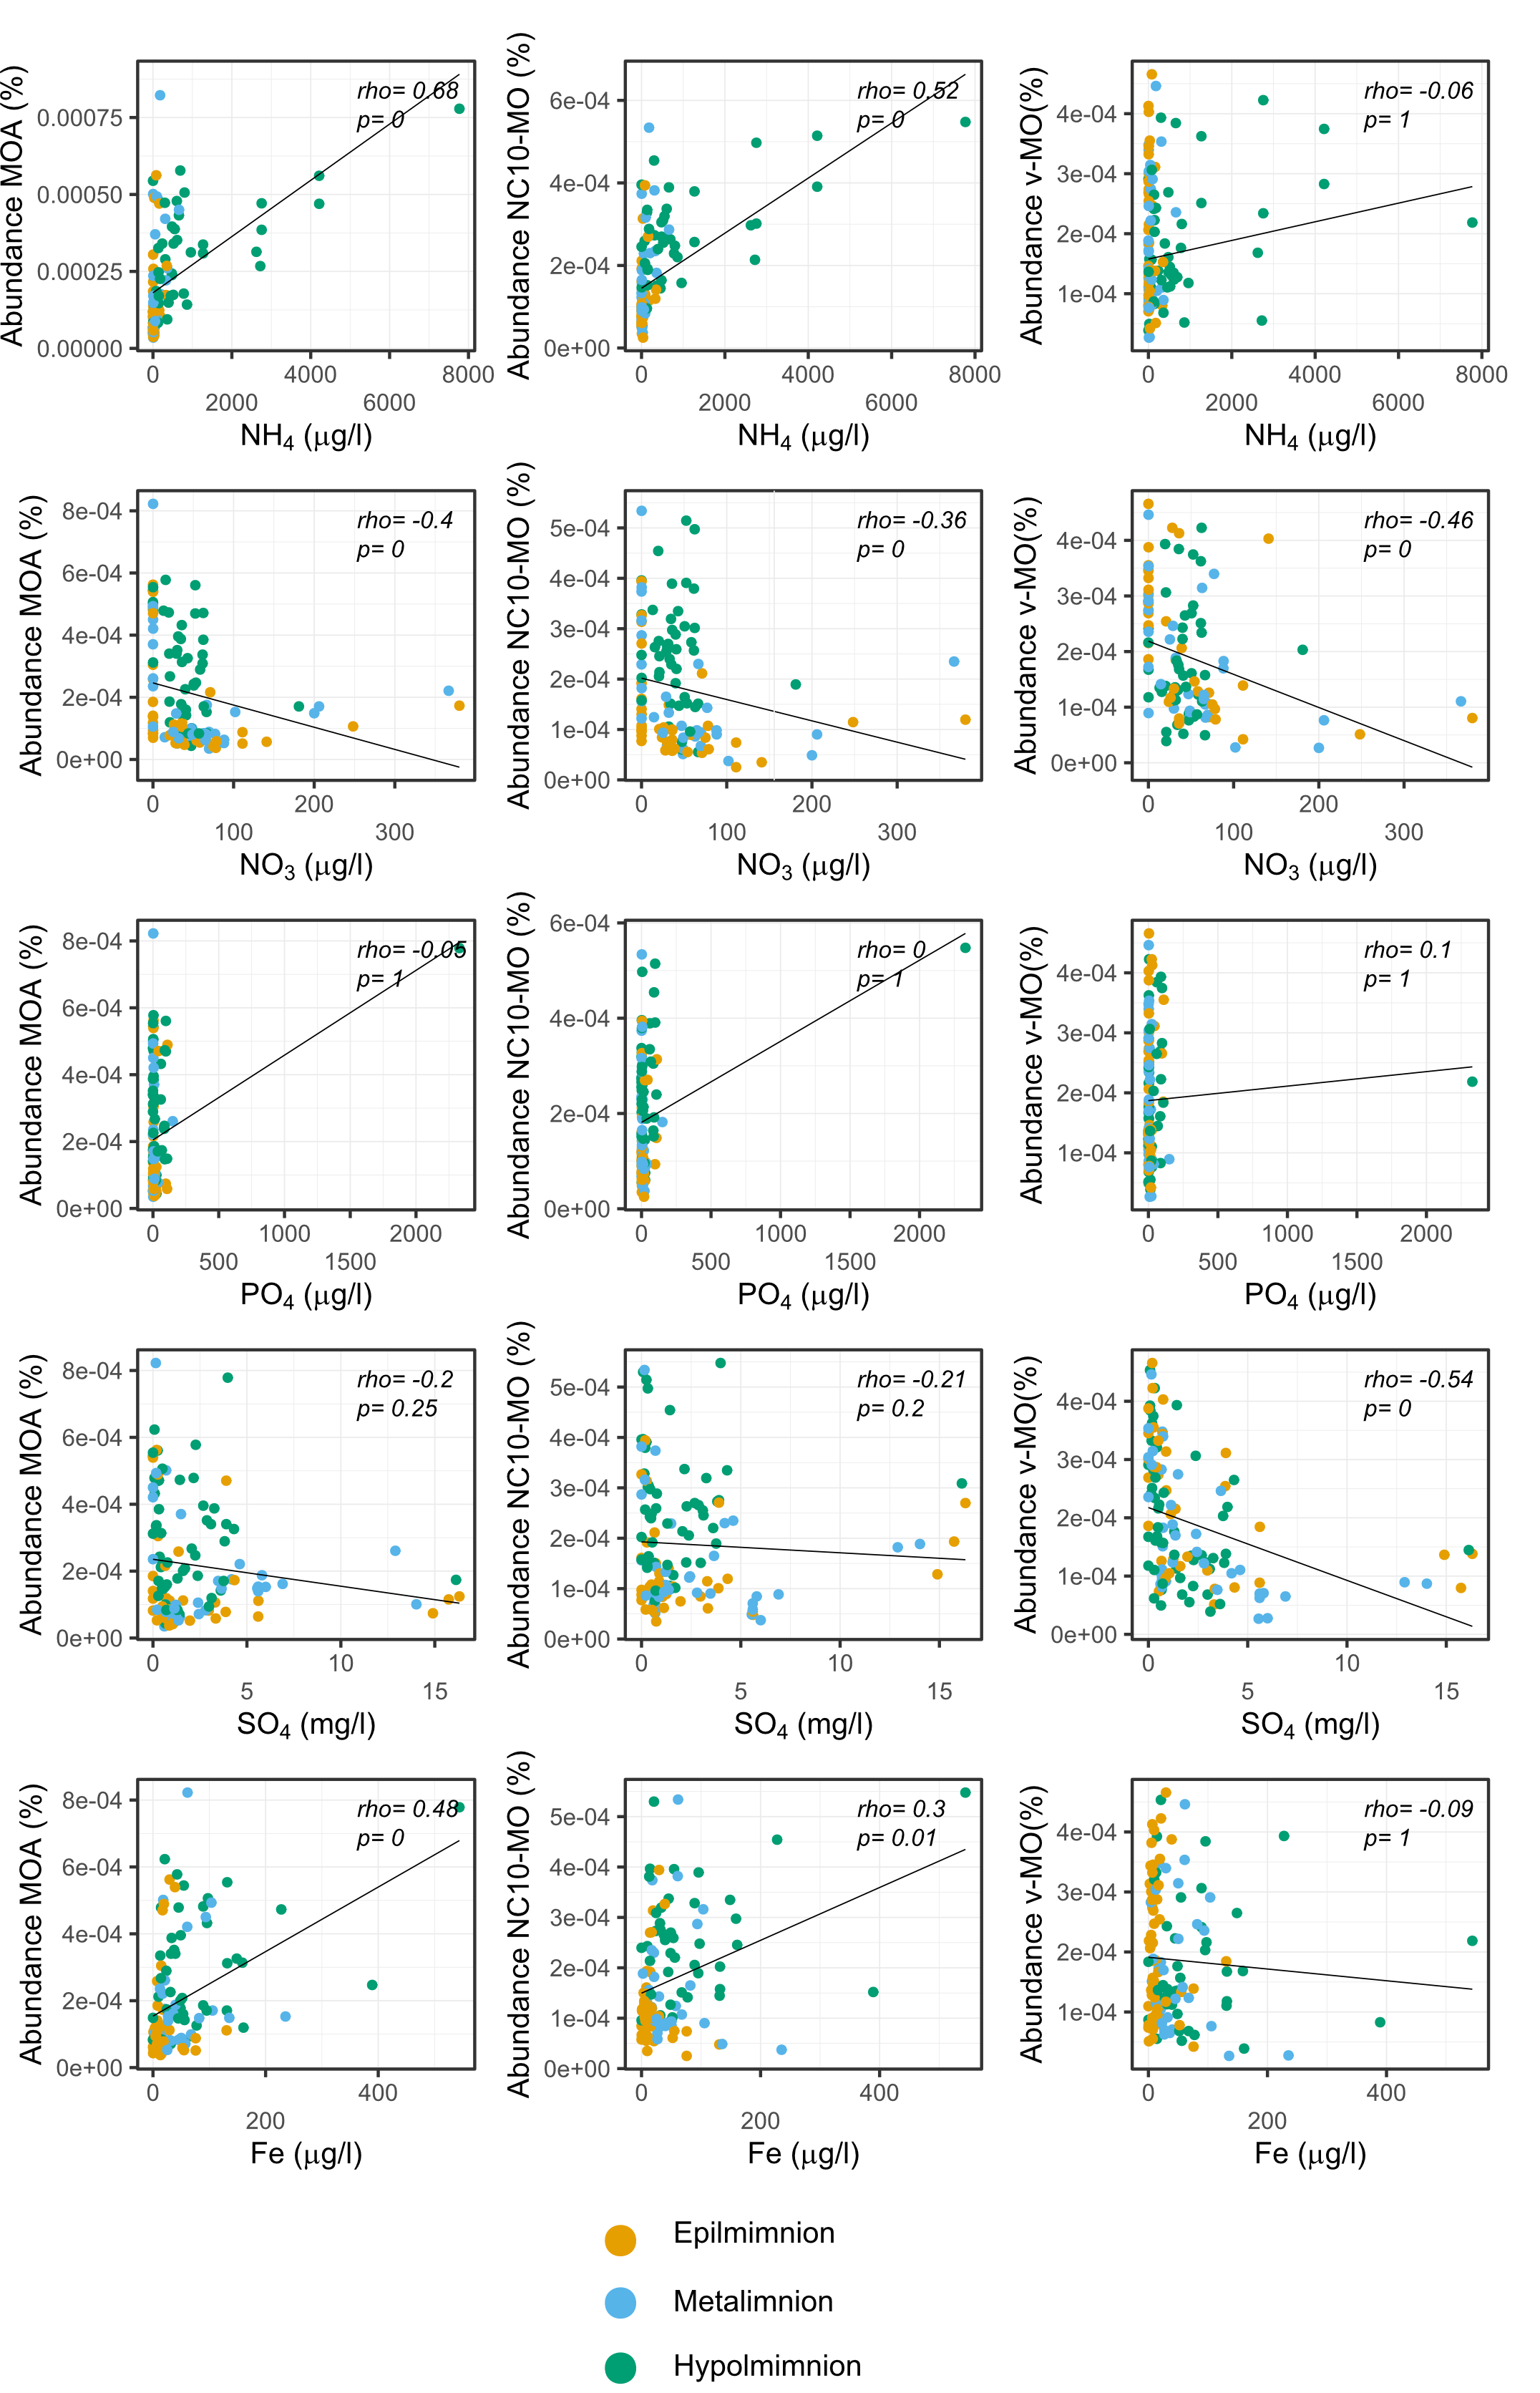 Abundance MOA (%)
0.00075
0.00050
0.00025
0.00000
rho= 0.68
p= 0
0 4000 8000
2000 6000
NH4 (μg/l)
Abundance NC10-MO (%)
6e-04
4e-04
2e-04
0e+00
rho= 0.52
p= 0
0 4000 8000
2000 6000
NH4 (μg/l)
Abundance v-MO(%)
4e-04
3e-04
2e-04
1e-04
rho= -0.06
p= 1
0 4000 8000
2000 6000
NH4 (μg/l)
Abundance MOA (%)
8e-04
6e-04
4e-04
2e-04
0e+00
rho= -0.4
p= 0
0 200
100 300
NO3 (μg/l)
Abundance NC10-MO (%)
5e-04
4e-04
3e-04
2e-04
1e-04
0e+00
rho= -0.36
p= 0
0 200
100 300
NO3 (μg/l)
Abundance v-MO(%)
4e-04
3e-04
2e-04
1e-04
0e+00
rho= -0.46
p= 0
0 200
100 300
NO3 (μg/l)
Abundance MOA (%)
8e-04
6e-04
4e-04
2e-04
0e+00
rho= -0.05
p= 1
0 1000 2000
500 1500
PO4 (μg/l)
Abundance NC10-MO (%)
6e-04
4e-04
2e-04
0e+00
rho= 0
p= 1
0 1000 2000
500 1500
PO4 (μg/l)
Abundance v-MO(%)
4e-04
3e-04
2e-04
1e-04
rho= 0.1
p= 1
0 1000 2000
500 1500
PO4 (μg/l)
Abundance MOA (%)
8e-04
6e-04
4e-04
2e-04
0e+00
rho= -0.2
p= 0.25
0 10
5 15
SO4 (mg/l)
Abundance NC10-MO (%)
5e-04
4e-04
3e-04
2e-04
1e-04
0e+00
rho= -0.21
p= 0.2
0 10
5 15
SO4 (mg/l)
Abundance v-MO(%)
4e-04
3e-04
2e-04
1e-04
0e+00
rho= -0.54
p= 0
0 10
5 15
SO4 (mg/l)
Abundance MOA (%)
8e-04
6e-04
4e-04
2e-04
0e+00
rho= 0.48
p= 0
0 400
200
Fe (μg/l)
Abundance NC10-MO (%)
5e-04
4e-04
3e-04
2e-04
1e-04
0e+00
rho= 0.3
p= 0.01
0 400
200
Fe (μg/l)
Abundance v-MO(%)
4e-04
3e-04
2e-04
1e-04
rho= -0.09
p= 1
0 400
200
Fe (μg/l)
Epilmimnion
Metalimnion
Hypolmimnion